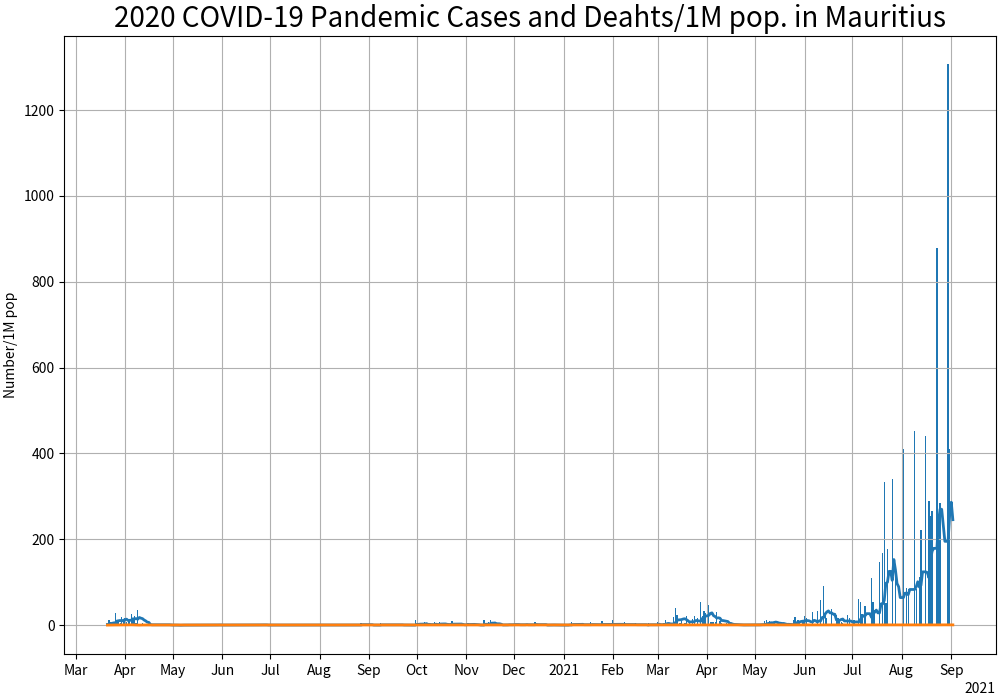 2020 COVID-19 Pandemic Cases and Deahts/1M pop. in Mauritius
Number/1M pop
1200
1000
800
600
400
200
0
Mar Apr May Jun Jul Aug Sep Oct Nov Dec 2021 Feb Mar Apr May Jun Jul Aug Sep
2021